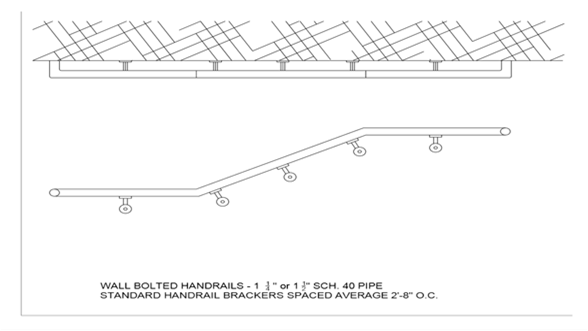 WALL BOLTED HANDRAILS - 1 1/4" or 1 1/2" SCH. 40 PIPE
STANDARD HANDRAIL BRACKERS SPACED AVERAGE 2'-8" O.C.